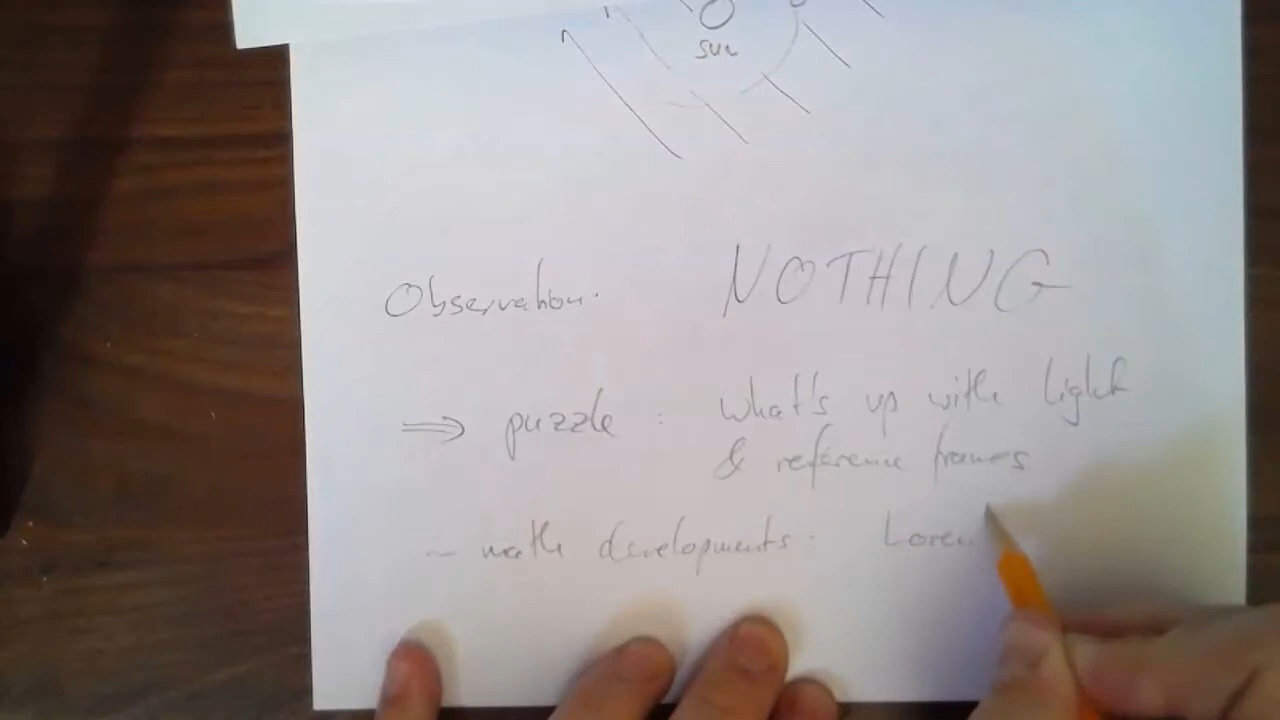 sun
Observation: NOTHING
⇒ puzzle : what's up with light
& reference frames
~ math developments: Loren